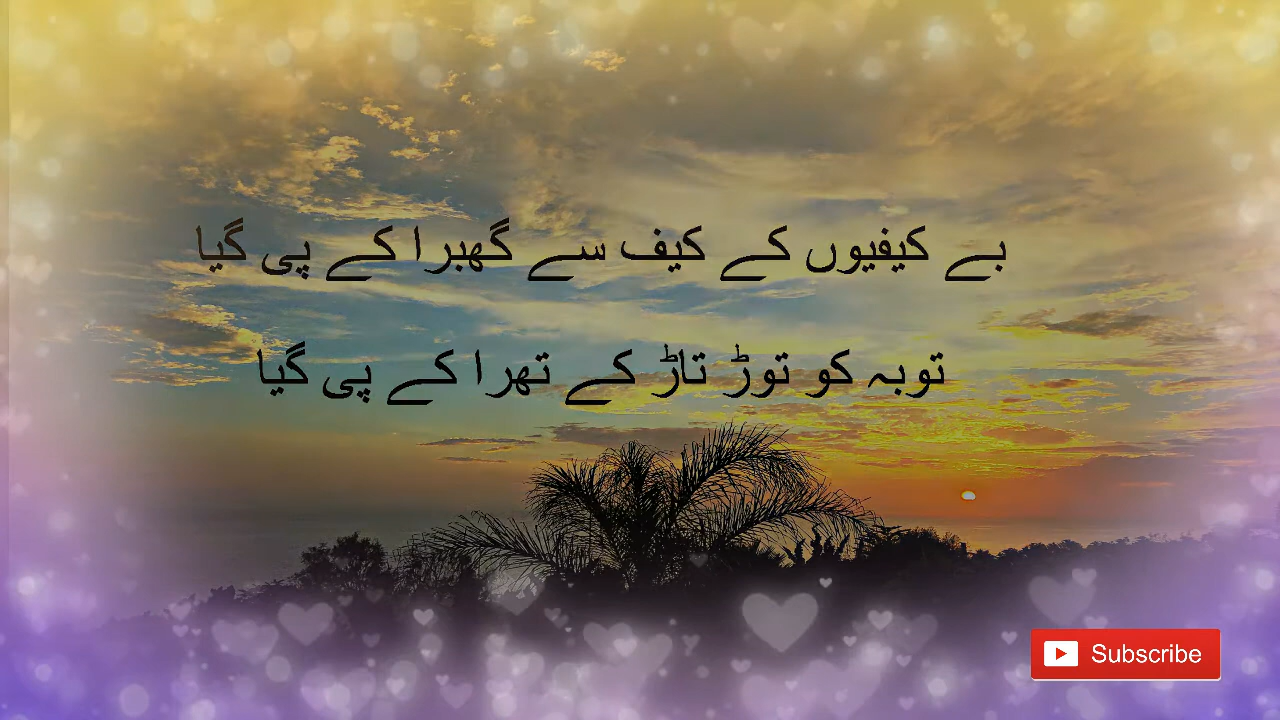 بے کیفیوں کے کیف سے گھبرا کے پی گیا
توبہ کو توڑ تاڑ کے تھرا کے پی گیا
Subscribe